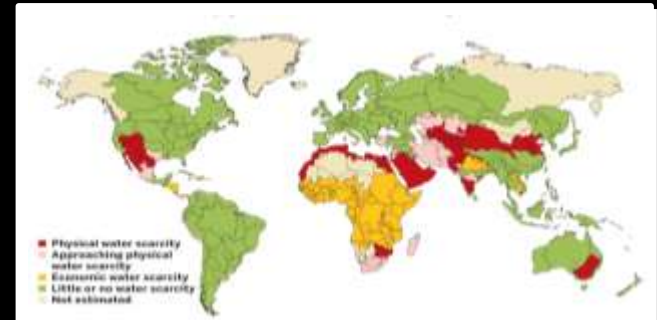 Physical water scarcity
Approaching physical
water scarcity
Economic water scarcity
Little or no water scarcity
Not estimated